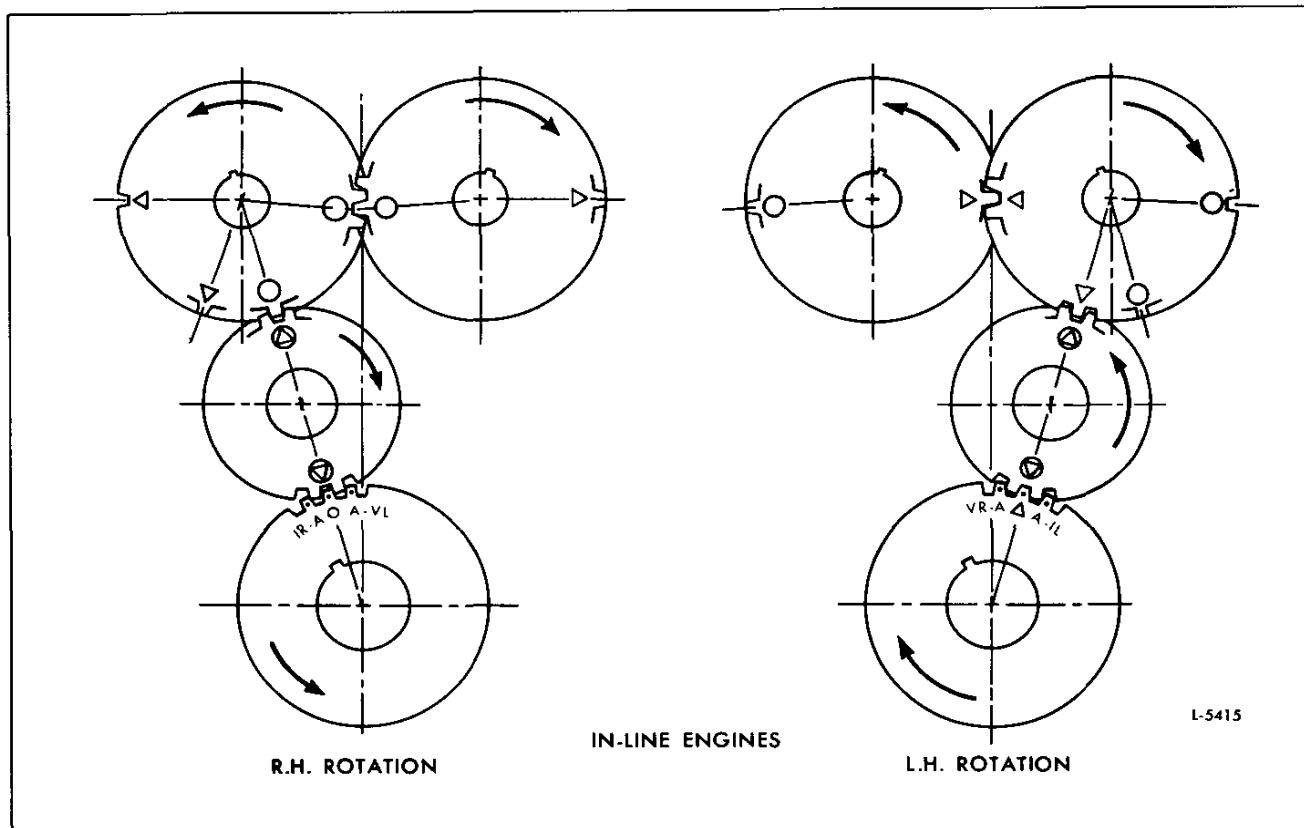 IR-A O A-VL
VR-A Δ A-IL
L-5415
IN-LINE ENGINES
R.H. ROTATION
L.H. ROTATION